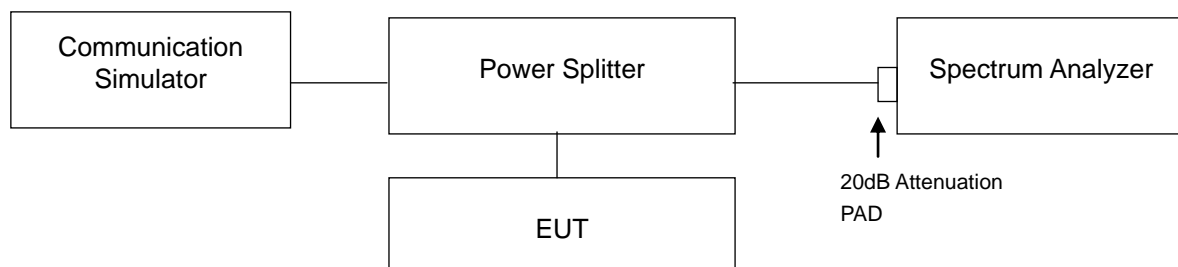 Communication
Simulator
Power Splitter
Spectrum Analyzer
20dB Attenuation
PAD
EUT